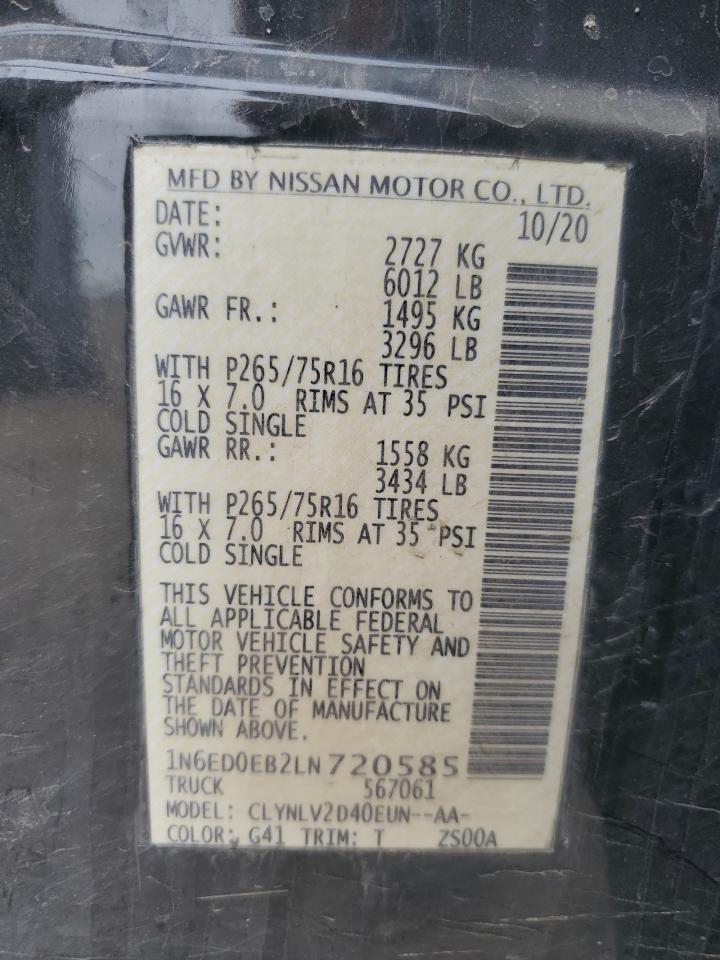 MFD BY NISSAN MOTOR CO., LTD.
DATE: 10/20
GVWR: 2727 KG
6012 LB
GAWR FR.: 1495 KG
3296 LB
WITH P265/75R16 TIRES
16 X 7.0 RIMS AT 35 PSI
COLD SINGLE
GAWR RR.: 1558 KG
3434 LB
WITH P265/75R16 TIRES
16 X 7.0 RIMS AT 35 PSI
COLD SINGLE
THIS VEHICLE CONFORMS TO
ALL APPLICABLE FEDERAL
MOTOR VEHICLE SAFETY AND
THEFT PREVENTION
STANDARDS IN EFFECT ON
THE DATE OF MANUFACTURE
SHOWN ABOVE.
1N6ED0EB2LN720585
TRUCK 567061
MODEL: CLYNLV2D40EUN--AA-
COLOR: G41 TRIM: T ZS00A